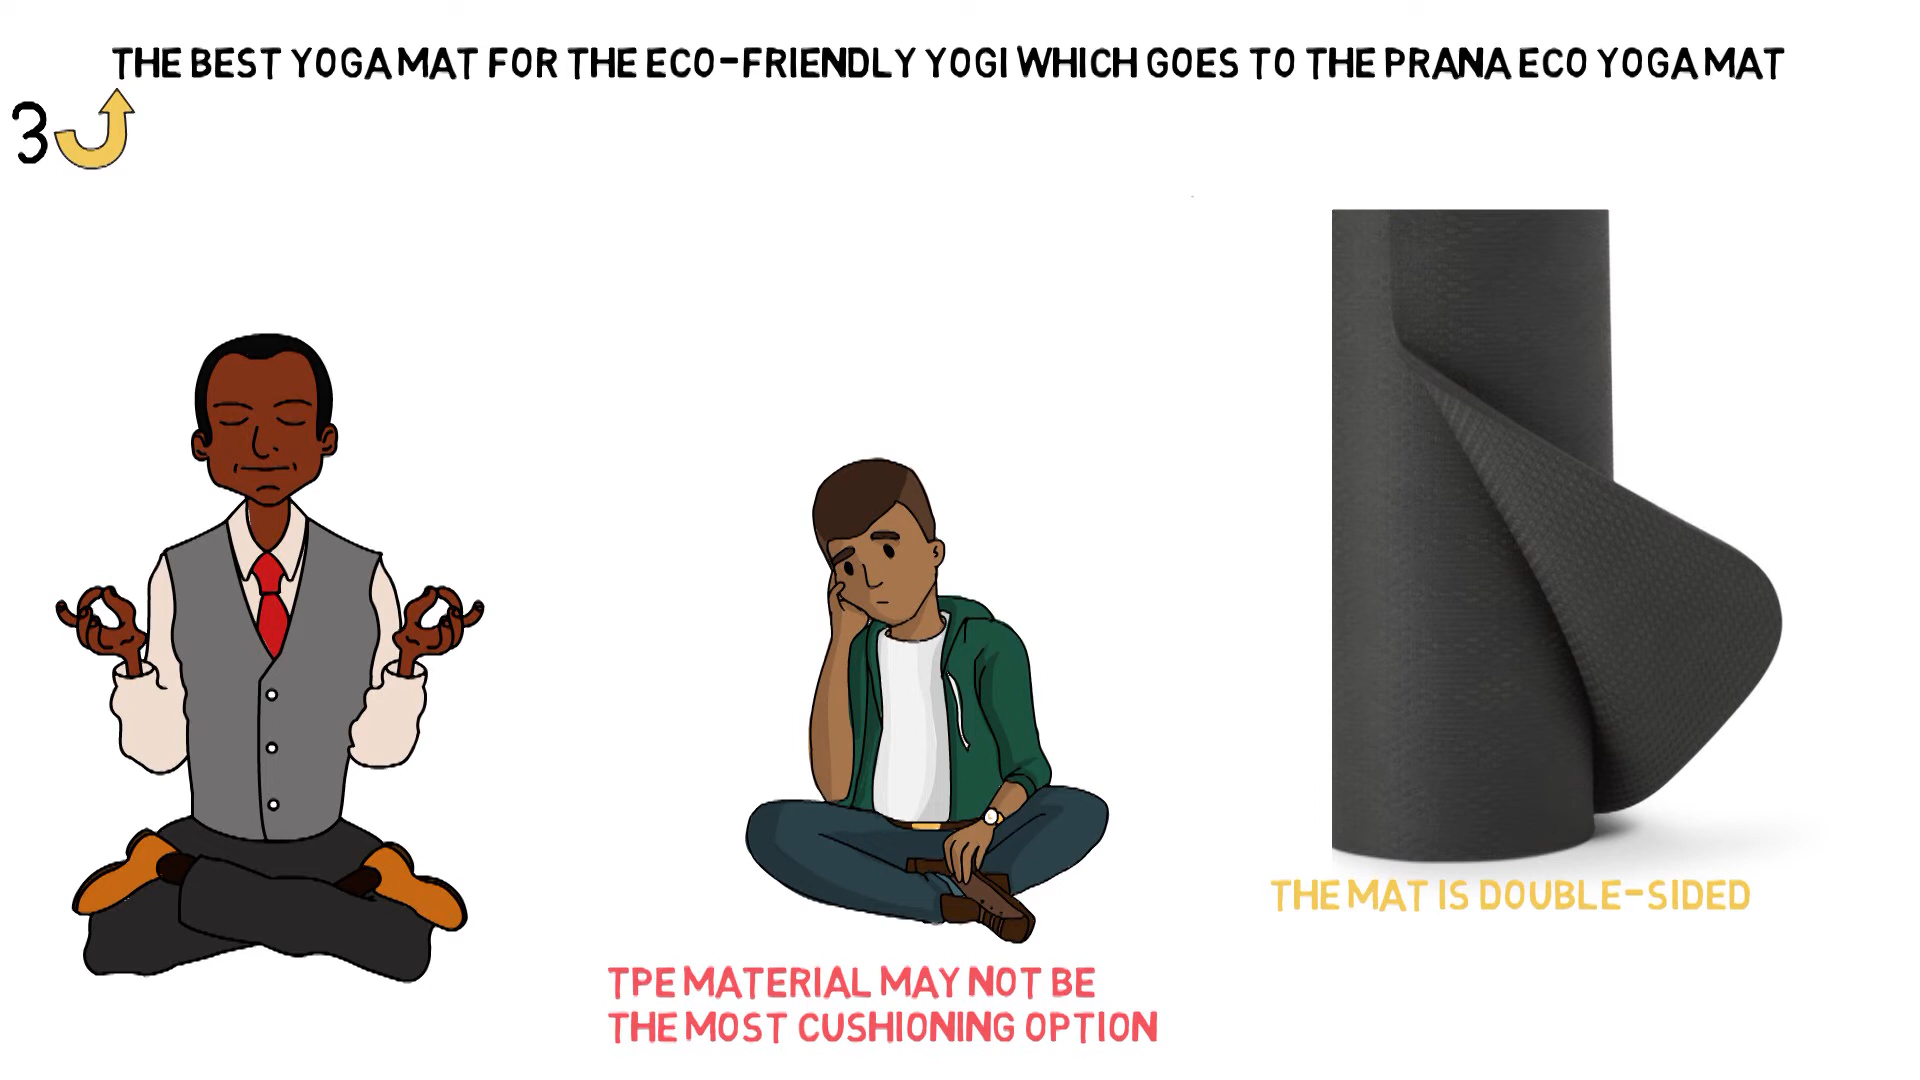 THE BEST YOGA MAT FOR THE ECO-FRIENDLY YOGI WHICH GOES TO THE PRANA ECO YOGA MAT
3
THE MAT IS DOUBLE-SIDED
TPE MATERIAL MAY NOT BE
THE MOST CUSHIONING OPTION